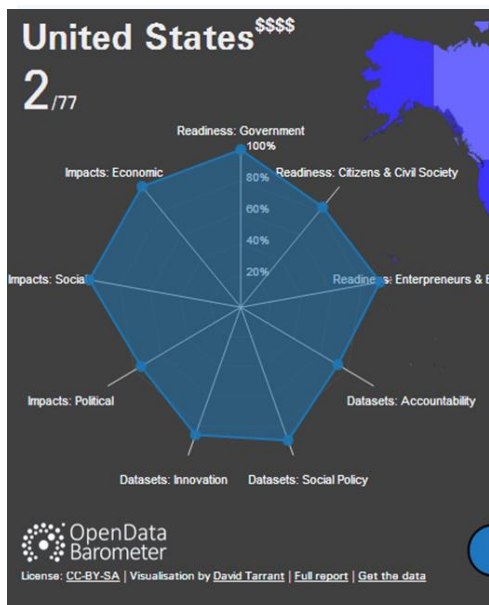 United States$$$$
2/77
Readiness: Government
100%
Impacts: Economic
Readiness: Citizens & Civil Society
80%
60%
40%
20%
Impacts: Social
Readiness: Enterpreneurs &
Impacts: Political
Datasets: Accountability
Datasets: Innovation
Datasets: Social Policy
OpenData
Barometer
License: CC-BY-SA | Visualisation by David Tarrant | Full report | Get the data